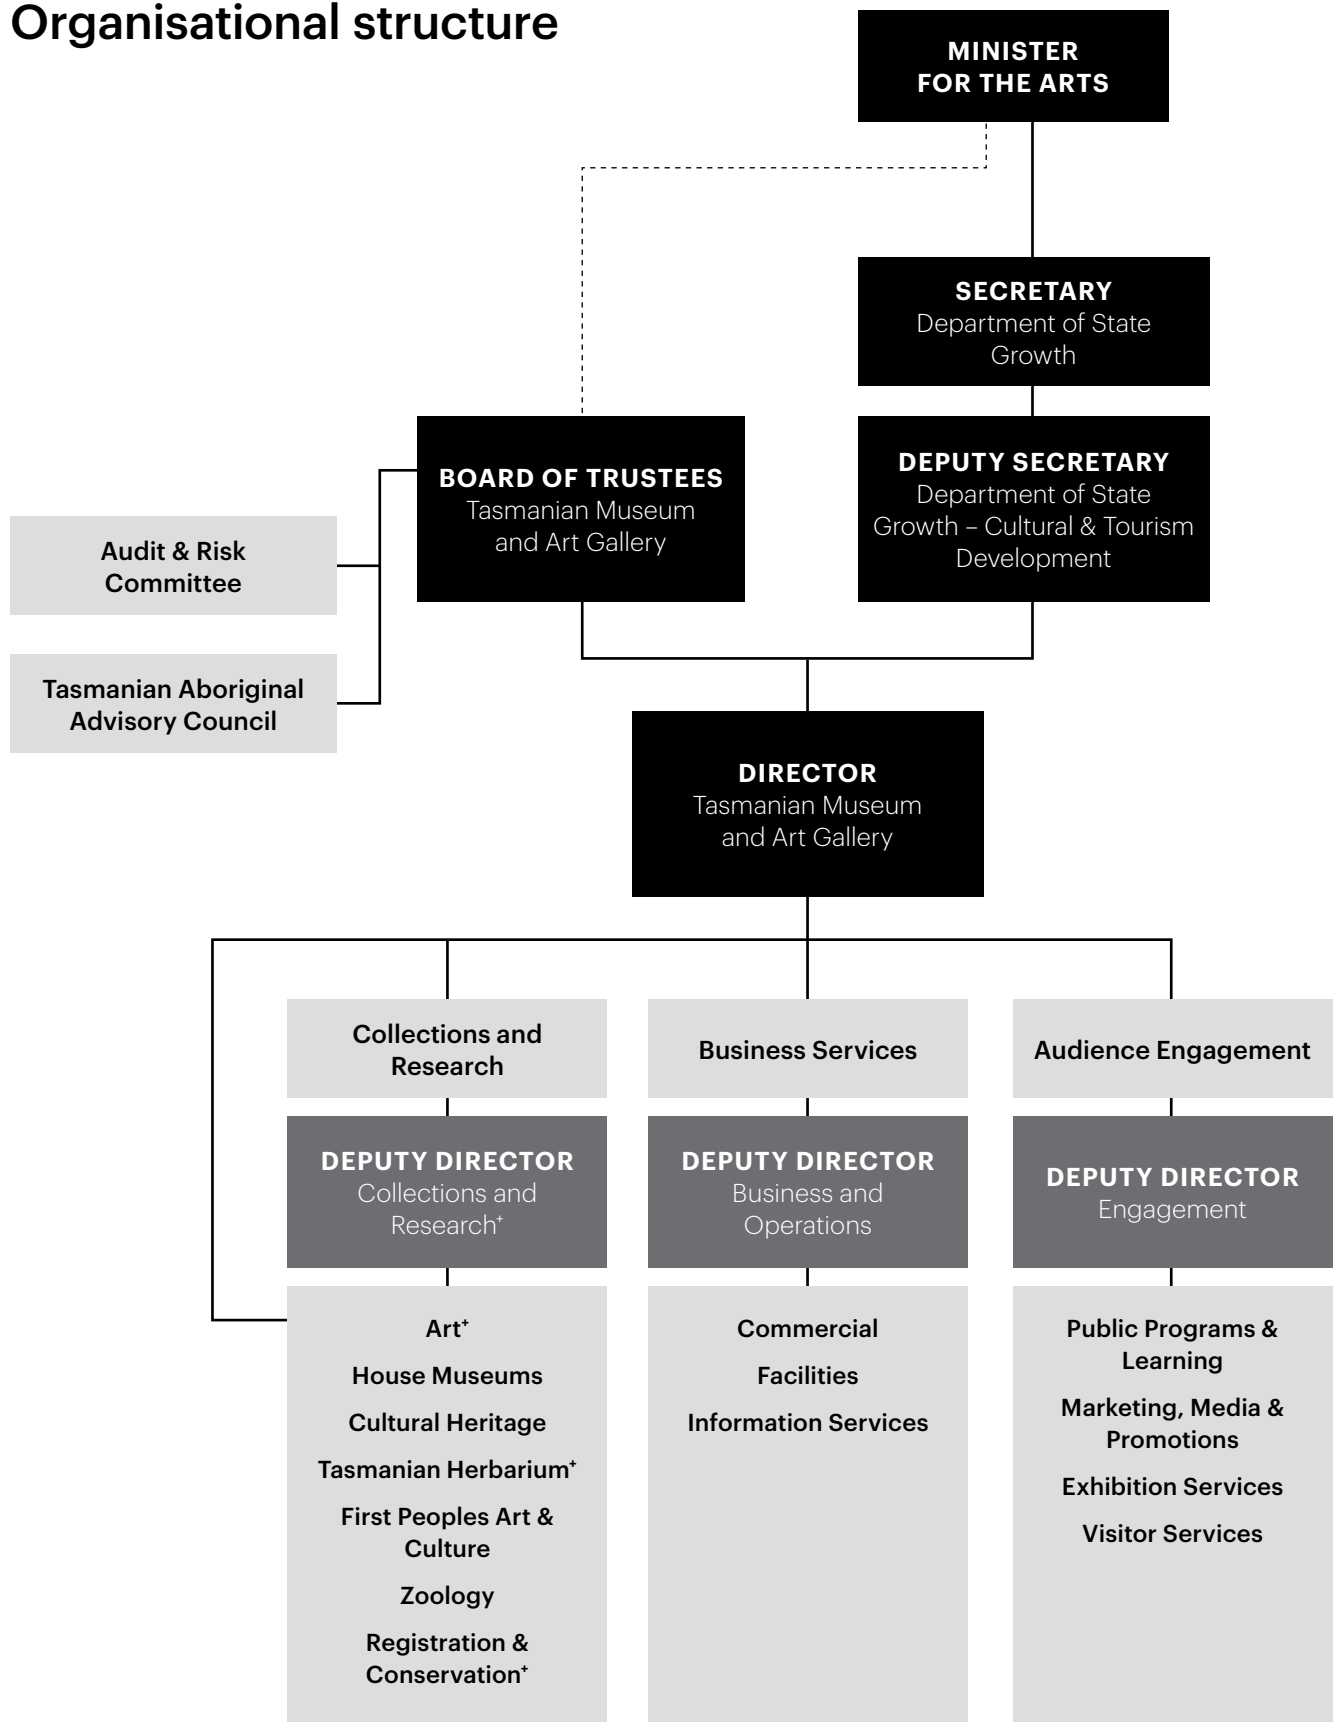 Organisational structure
MINISTER
FOR THE ARTS
SECRETARY
Department of State
Growth
BOARD OF TRUSTEES
Tasmanian Museum
and Art Gallery
DEPUTY SECRETARY
Department of State
Growth – Cultural & Tourism
Development
Audit & Risk
Committee
Tasmanian Aboriginal
Advisory Council
DIRECTOR
Tasmanian Museum
and Art Gallery
Collections and
Research
Business Services
Audience Engagement
DEPUTY DIRECTOR
Collections and
Research⁺
DEPUTY DIRECTOR
Business and
Operations
DEPUTY DIRECTOR
Engagement
Art⁺
House Museums
Cultural Heritage
Tasmanian Herbarium⁺
First Peoples Art &
Culture
Zoology
Registration &
Conservation⁺
Commercial
Facilities
Information Services
Public Programs &
Learning
Marketing, Media &
Promotions
Exhibition Services
Visitor Services